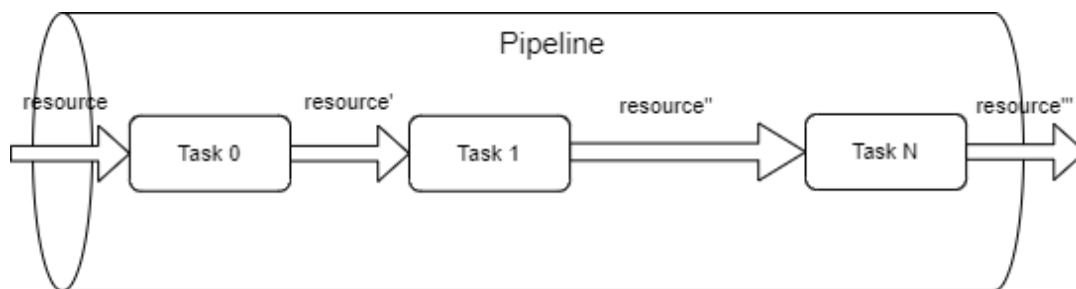 Pipeline
resource
resource'
resource''
resource'''
Task 0
Task 1
Task N